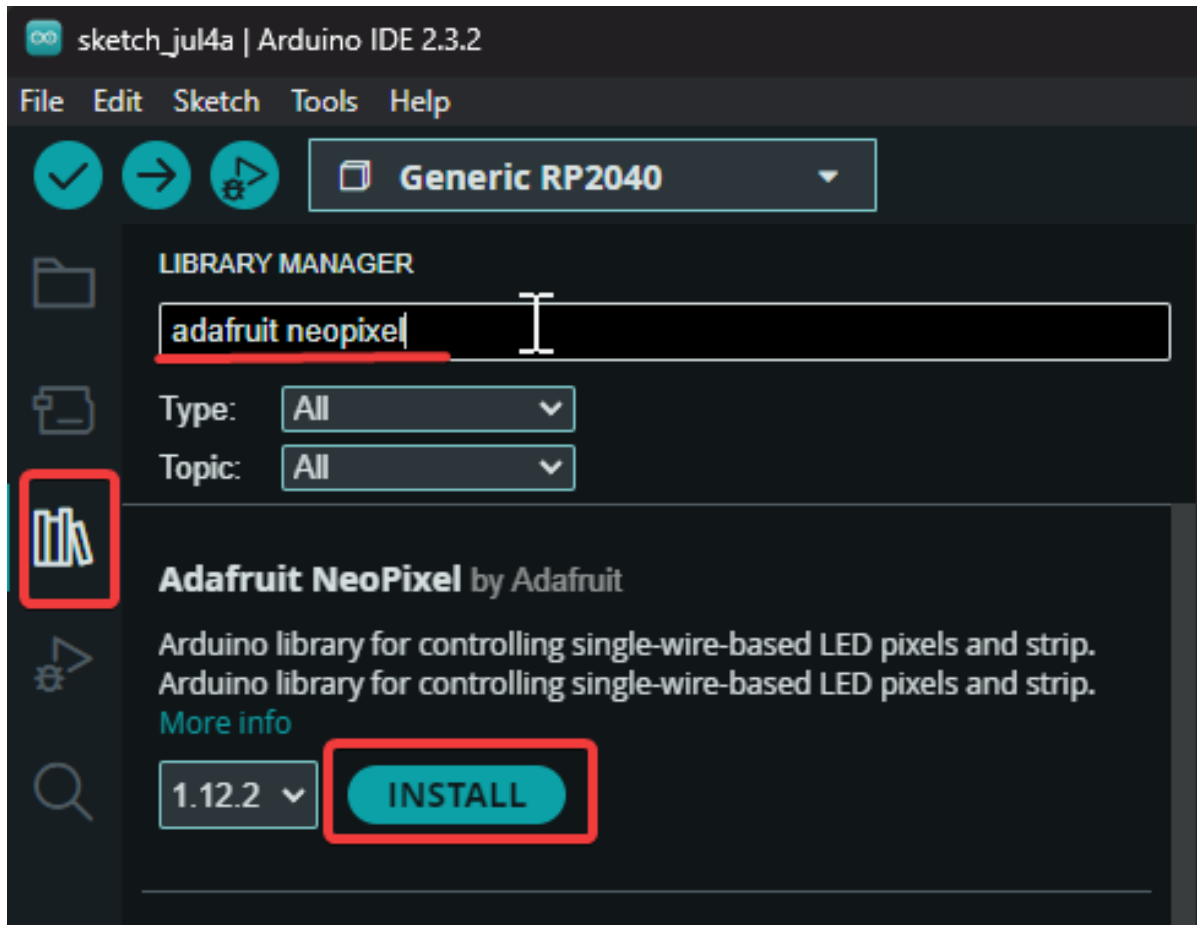 sketch_jul4a | Arduino IDE 2.3.2
File Edit Sketch Tools Help
Generic RP2040
LIBRARY MANAGER
adafruit neopixel
Type: All
Topic: All
Adafruit NeoPixel by Adafruit
Arduino library for controlling single-wire-based LED pixels and strip.
Arduino library for controlling single-wire-based LED pixels and strip.
More info
1.12.2 INSTALL